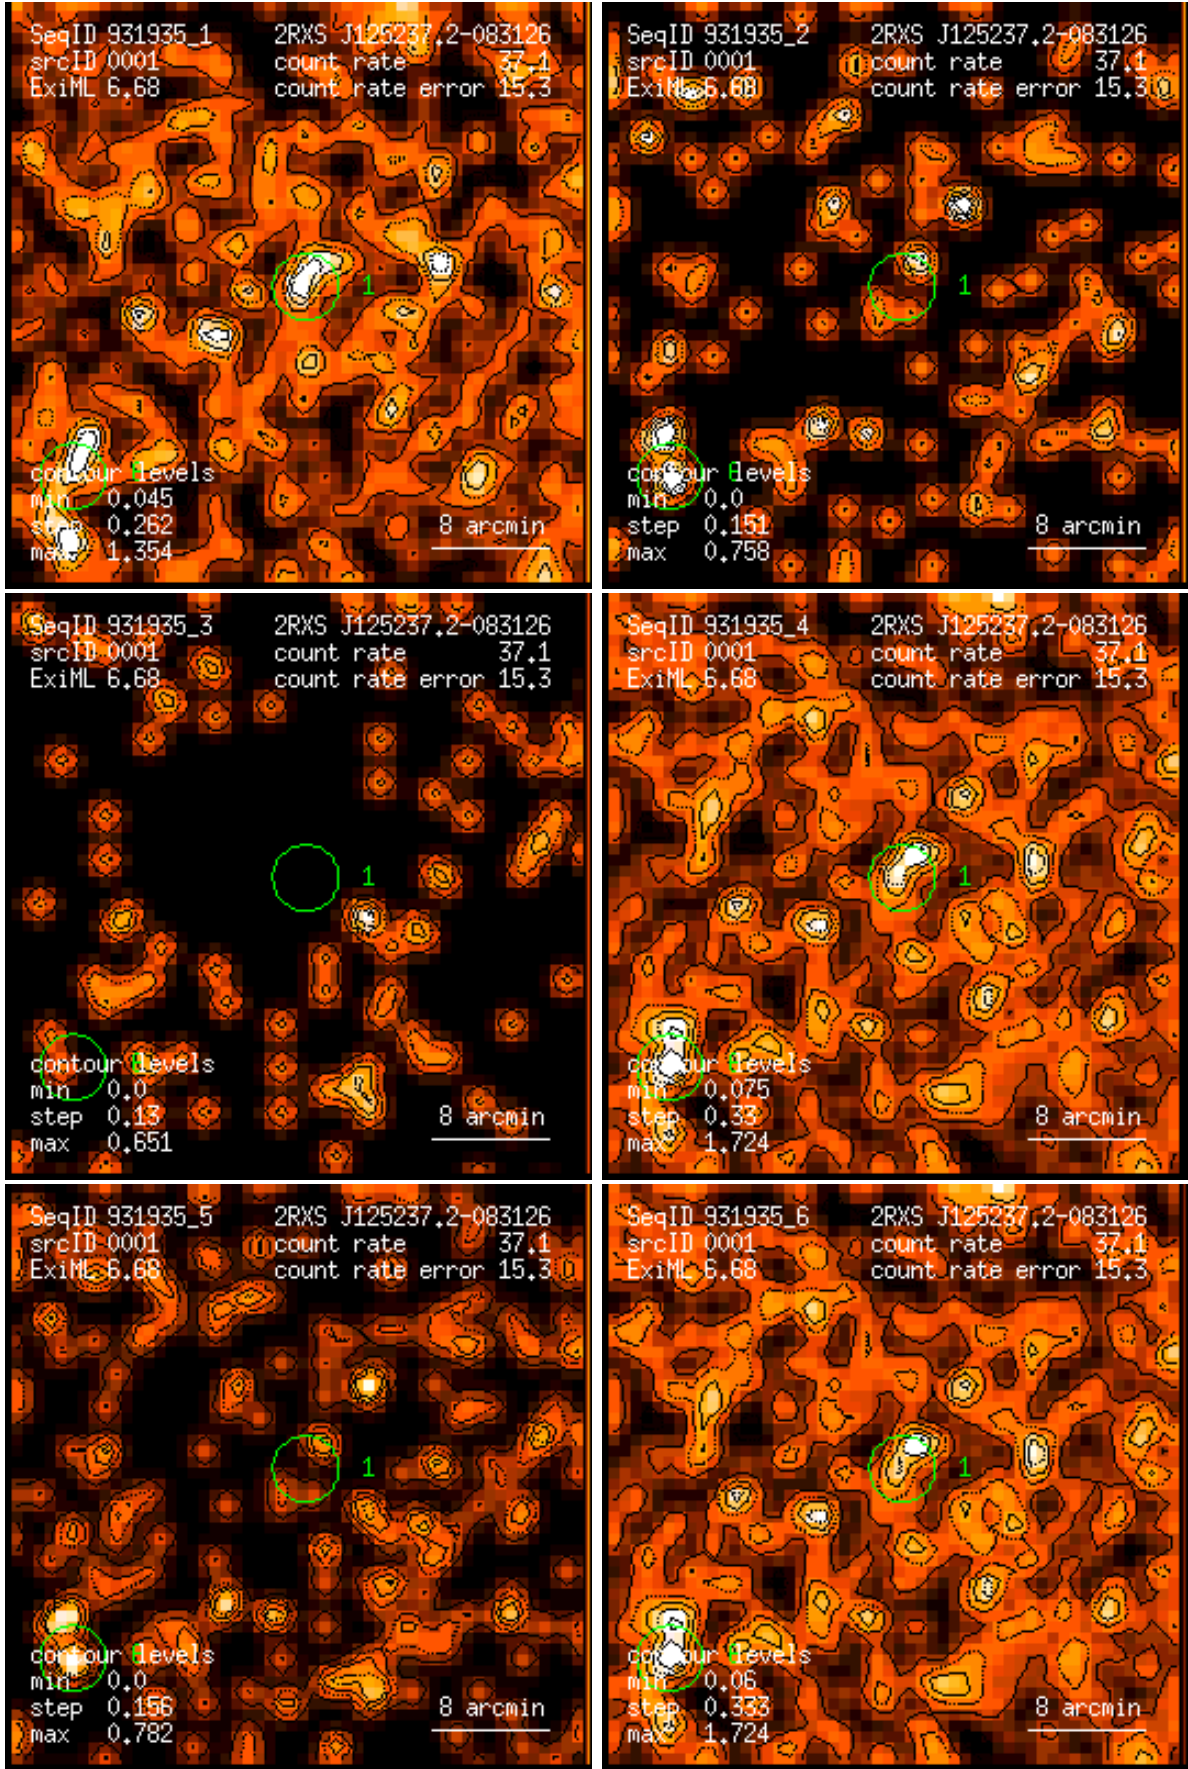 SeqID 931935_1 2RXS J125237.2-083126
srcID 0001 count rate 37.1
ExiML 6.68 count rate error 15.3
1
contour levels
min 0.045
step 0.262
max 1.354
8 arcmin
SeqID 931935_2 2RXS J125237.2-083126
srcID 0001 count rate 37.1
ExiML 6.68 count rate error 15.3
1
contour levels
min 0.0
step 0.151
max 0.758
8 arcmin
SeqID 931935_3 2RXS J125237.2-083126
srcID 0001 count rate 37.1
ExiML 6.68 count rate error 15.3
1
contour levels
min 0.0
step 0.13
max 0.651
8 arcmin
SeqID 931935_4 2RXS J125237.2-083126
srcID 0001 count rate 37.1
ExiML 6.68 count rate error 15.3
1
contour levels
min 0.075
step 0.33
max 1.724
8 arcmin
SeqID 931935_5 2RXS J125237.2-083126
srcID 0001 count rate 37.1
ExiML 6.68 count rate error 15.3
1
contour levels
min 0.0
step 0.156
max 0.782
8 arcmin
SeqID 931935_6 2RXS J125237.2-083126
srcID 0001 count rate 37.1
ExiML 6.68 count rate error 15.3
1
contour levels
min 0.06
step 0.333
max 1.724
8 arcmin